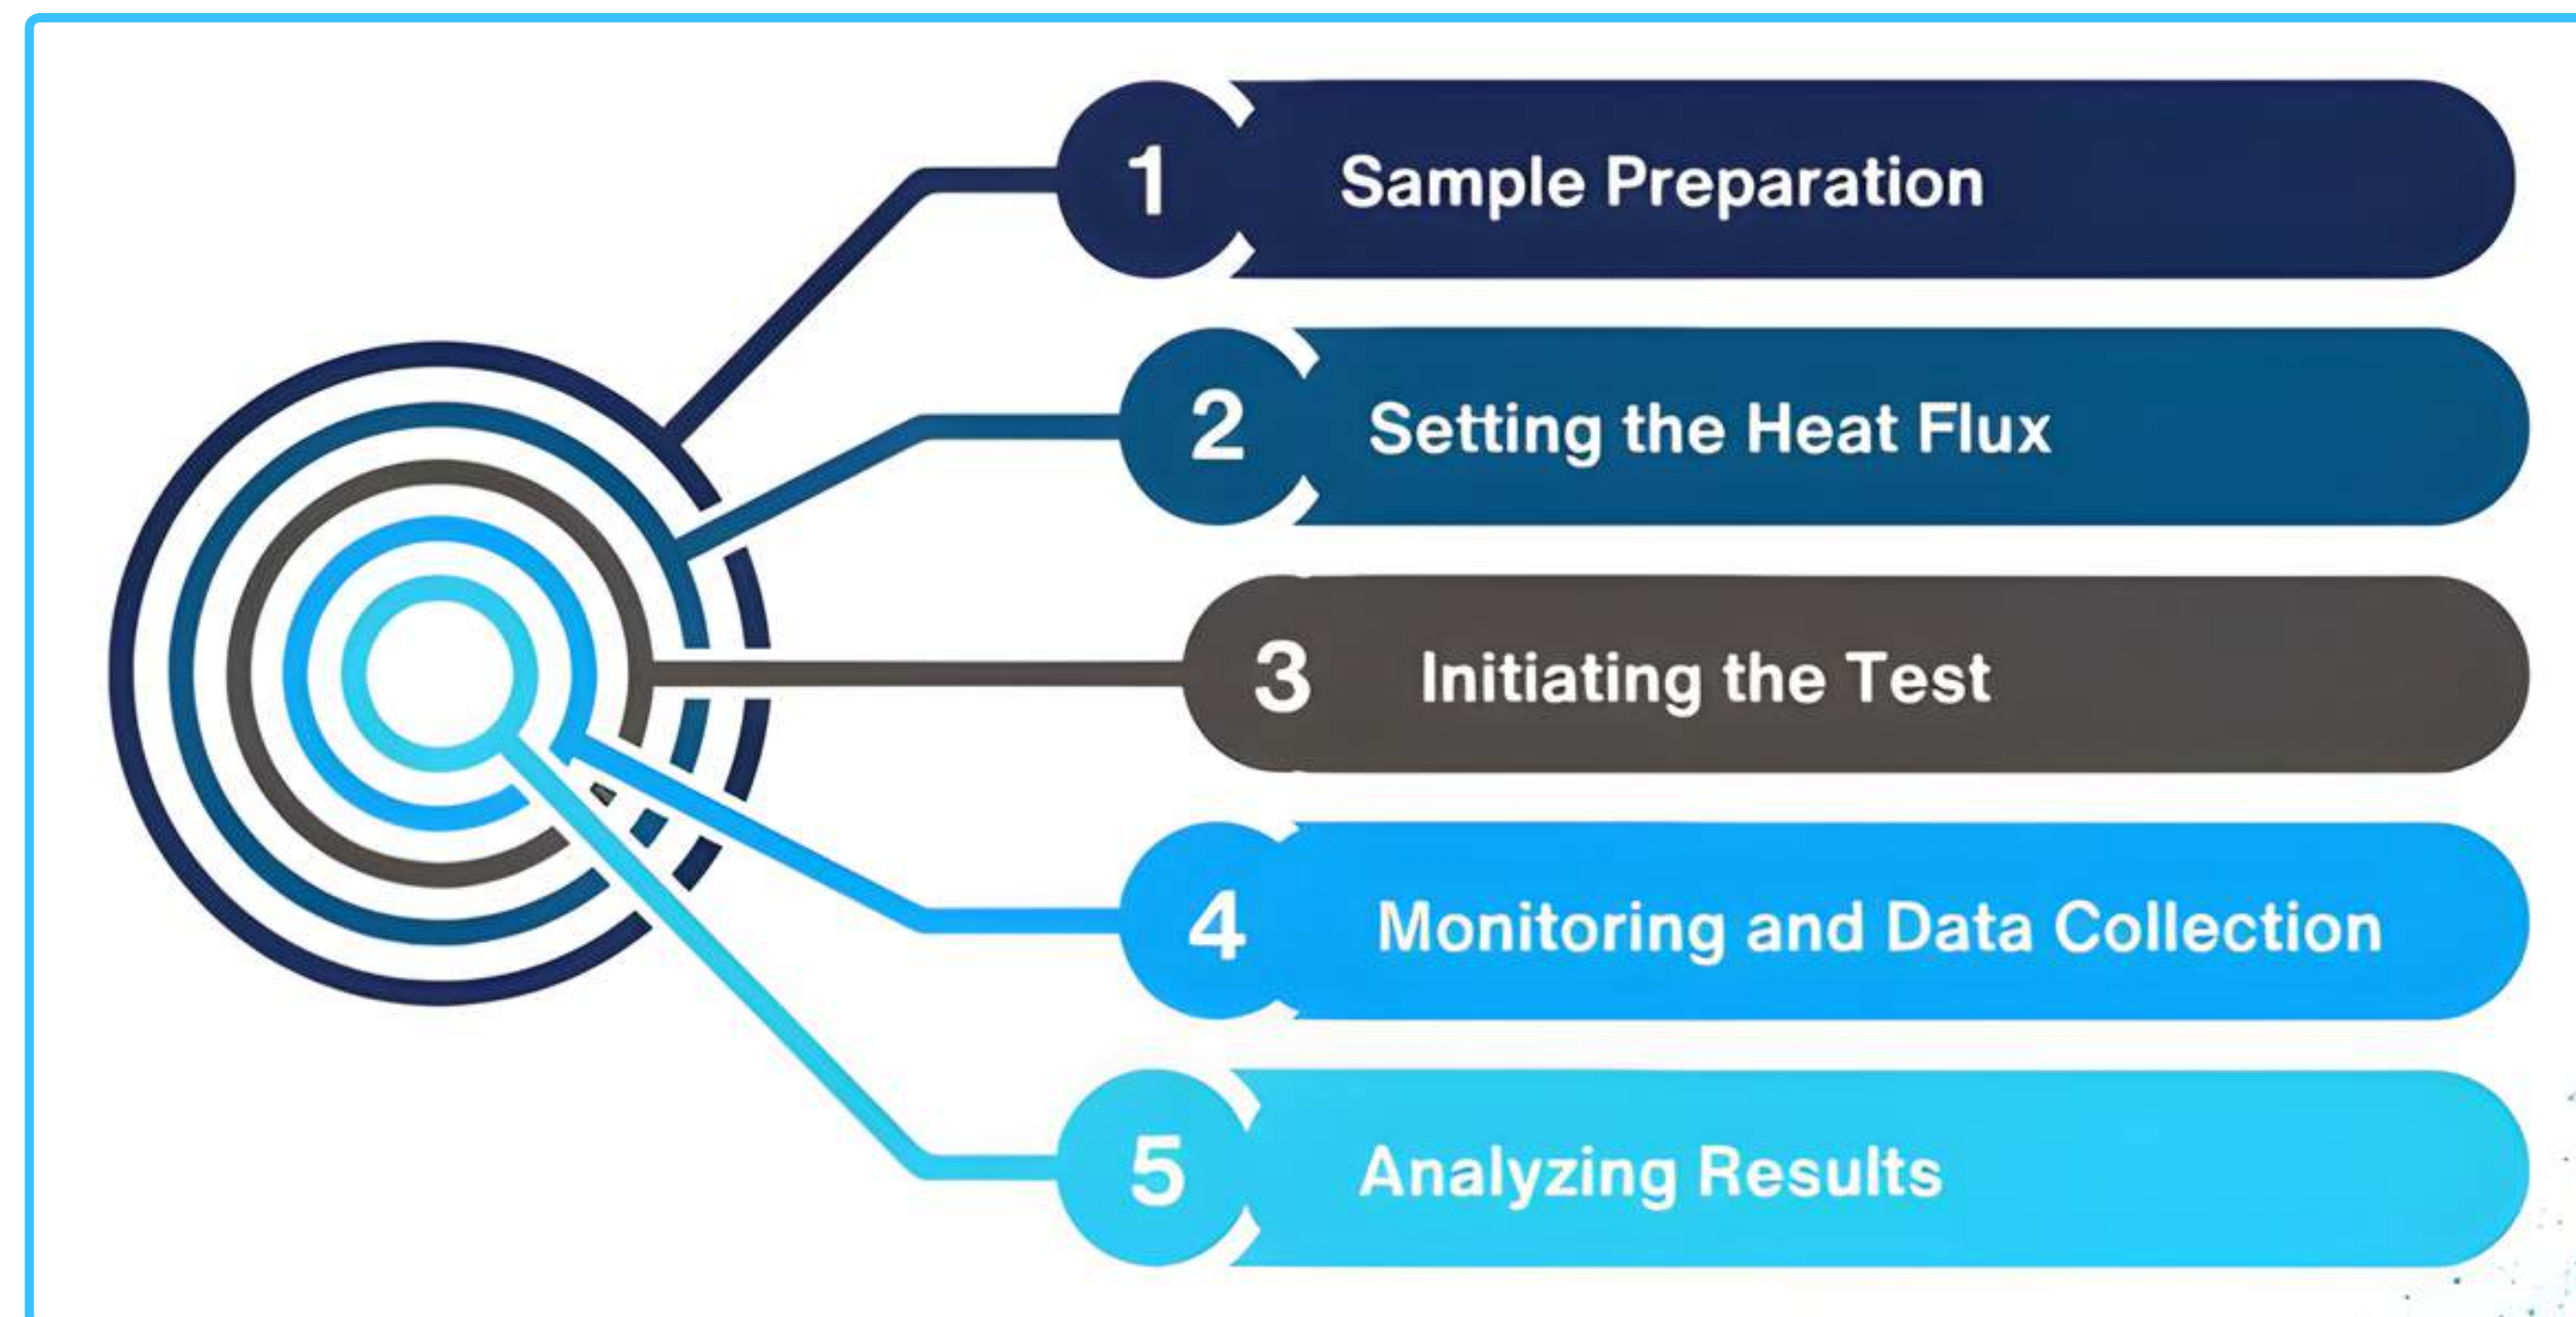 1 Sample Preparation
2 Setting the Heat Flux
3 Initiating the Test
4 Monitoring and Data Collection
5 Analyzing Results